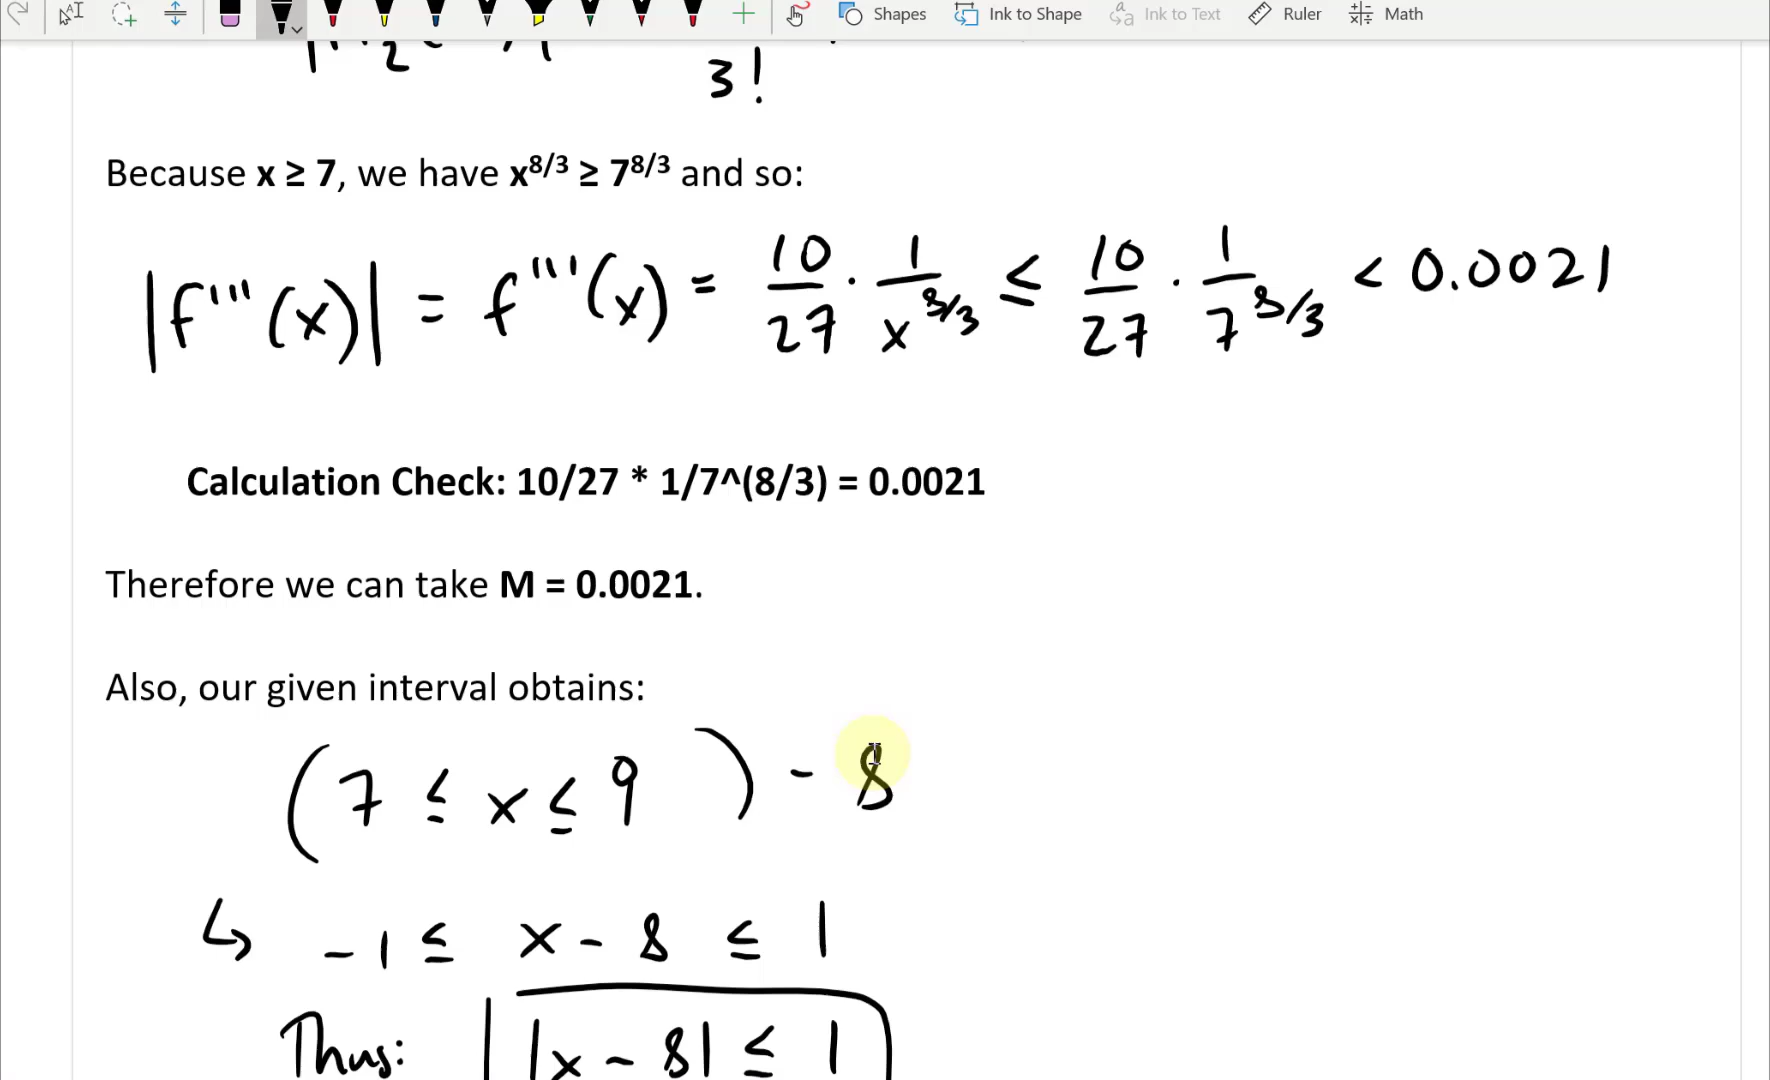 Shapes Ink to Shape Ink to Text Ruler Math
3!
Because x ≥ 7, we have x^8/3 ≥ 7^8/3 and so:
|f'''(x)| = f'''(x) = 10/27 · 1/x^8/3 ≤ 10/27 · 1/7^8/3 < 0.0021
Calculation Check: 10/27 * 1/7^(8/3) = 0.0021
Therefore we can take M = 0.0021.
Also, our given interval obtains:
(7 ≤ x ≤ 9) - 8
↳ -1 ≤ x - 8 ≤ 1
Thus: |x - 8| ≤ 1